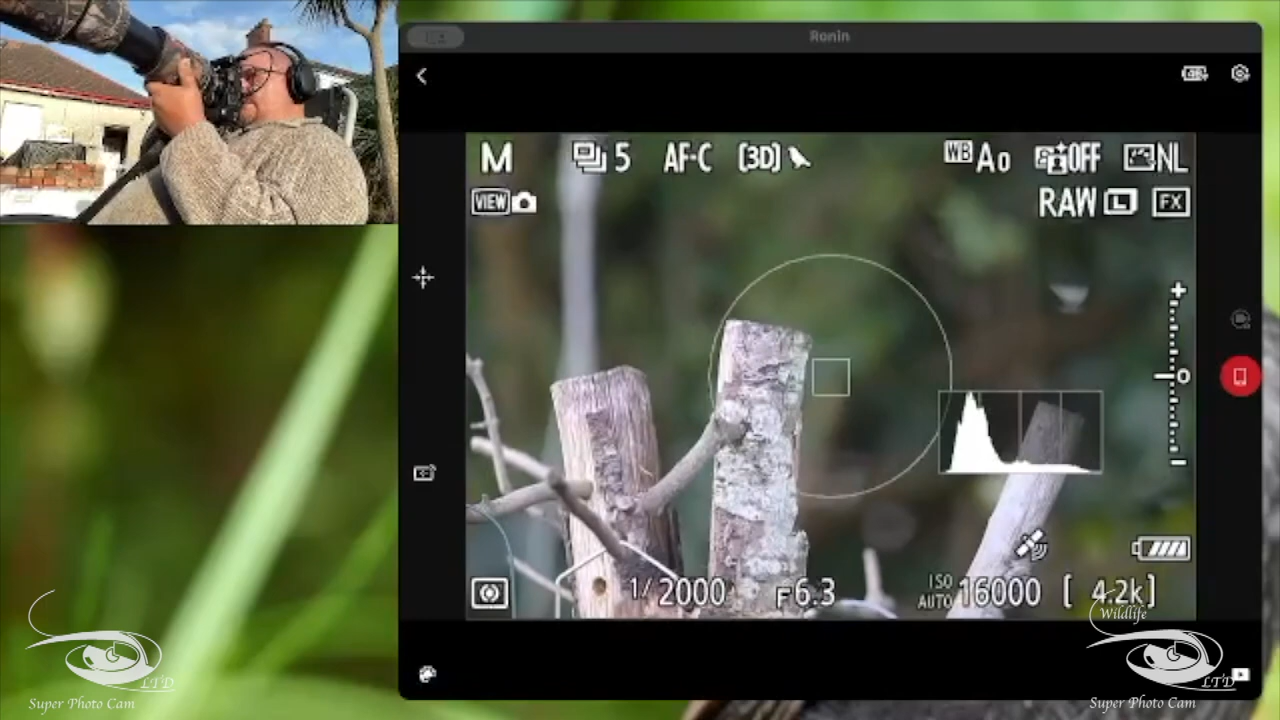 Ronin
M 5 AF-C [3D] WB A0 OFF NL
VIEW RAW L FX
+
0
-
1/2000 F6.3 ISO AUTO 16000 [ 4.2k]
Wildlife
LTD
Super Photo Cam
LTD
Super Photo Cam